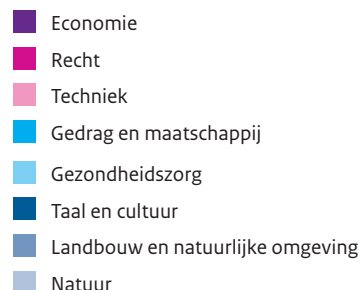 Economie
Recht
Techniek
Gedrag en maatschappij
Gezondheidszorg
Taal en cultuur
Landbouw en natuurlijke omgeving
Natuur